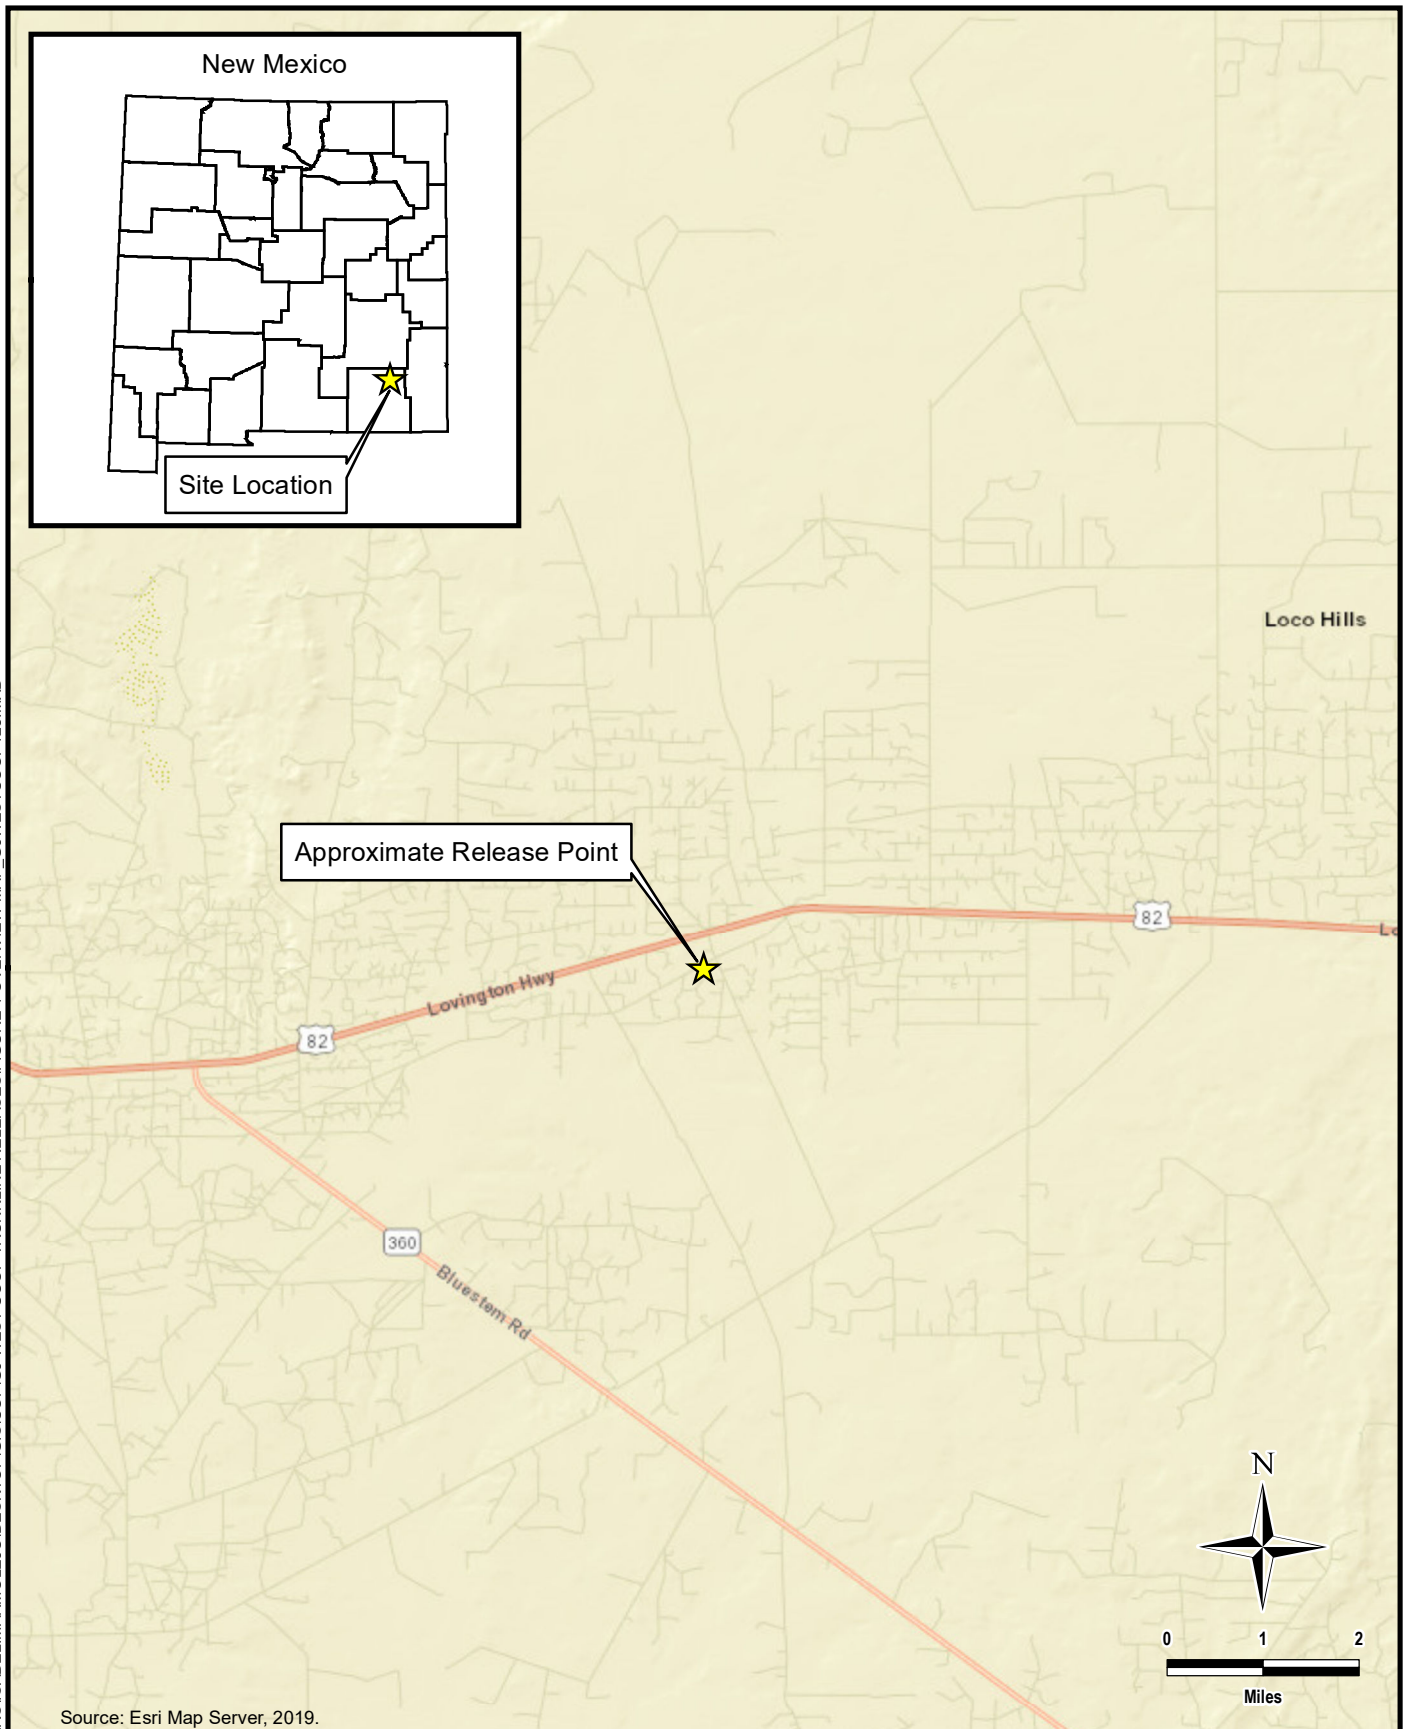 New Mexico
Site Location
Loco Hills
Approximate Release Point
82
Lovington Hwy
82
360
Bluestem Rd
N
0 1 2
Miles
Source: Esri Map Server, 2019.